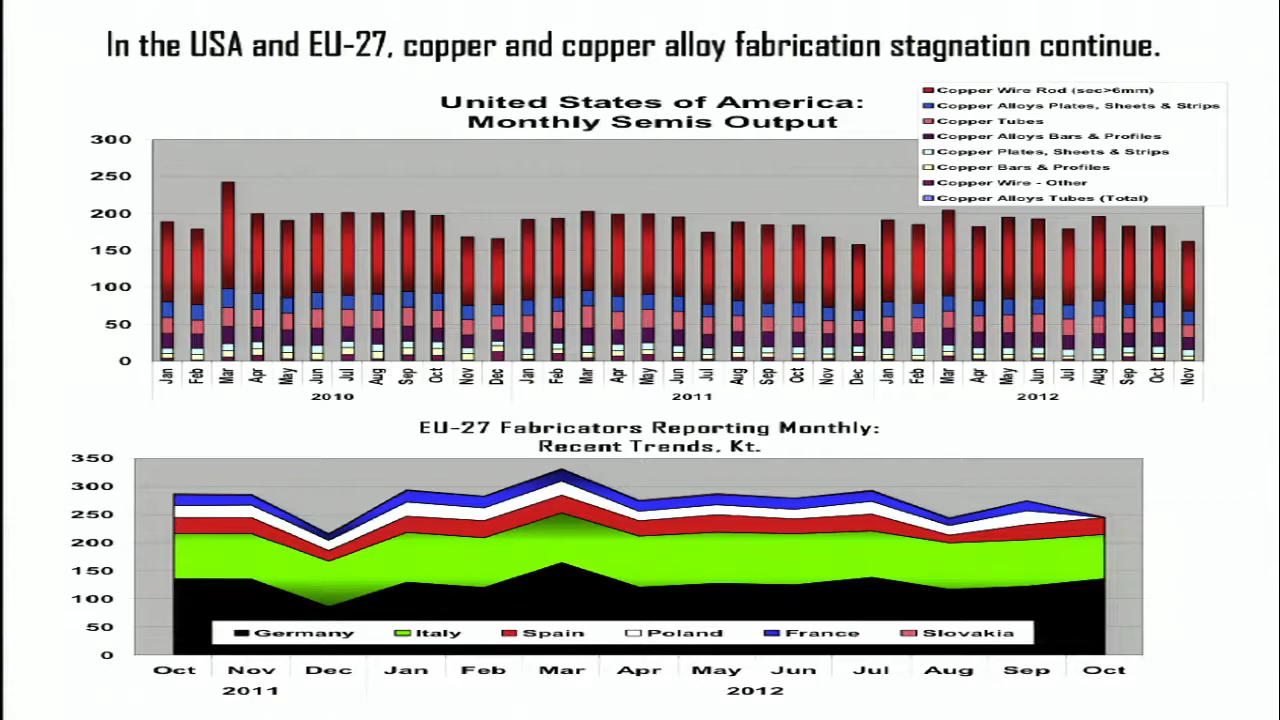 In the USA and EU-27, copper and copper alloy fabrication stagnation continue.
United States of America:
Monthly Semis Output
Copper Wire Rod (sec>6mm)
Copper Alloys Plates, Sheets & Strips
Copper Tubes
Copper Alloys Bars & Profiles
Copper Plates, Sheets & Strips
Copper Bars & Profiles
Copper Wire - Other
Copper Alloys Tubes (Total)
300
250
200
150
100
50
0
Jan Feb Mar Apr May Jun Jul Aug Sep Oct Nov Dec Jan Feb Mar Apr May Jun Jul Aug Sep Oct Nov Dec Jan Feb Mar Apr May Jun Jul Aug Sep Oct Nov
2010 2011 2012
EU-27 Fabricators Reporting Monthly:
Recent Trends, Kt.
350
300
250
200
150
100
50
0
Germany Italy Spain Poland France Slovakia
Oct Nov Dec Jan Feb Mar Apr May Jun Jul Aug Sep Oct
2011 2012